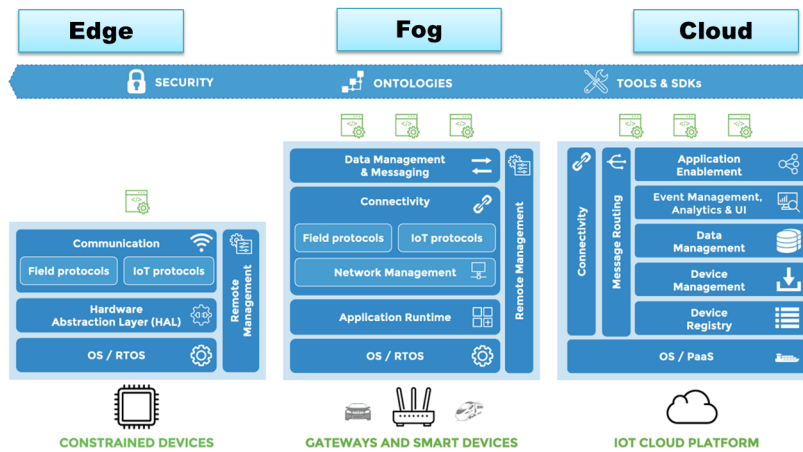 Edge
Fog
Cloud
SECURITY
ONTOLOGIES
TOOLS & SDKs
Communication
Field protocols
IoT protocols
Hardware
Abstraction Layer (HAL)
OS / RTOS
Remote
Management
CONSTRAINED DEVICES
Data Management
& Messaging
Connectivity
Field protocols
IoT protocols
Network Management
Application Runtime
OS / RTOS
Remote Management
GATEWAYS AND SMART DEVICES
Connectivity
Message Routing
Application
Enablement
Event Management,
Analytics & UI
Data
Management
Device
Management
Device
Registry
OS / PaaS
IOT CLOUD PLATFORM